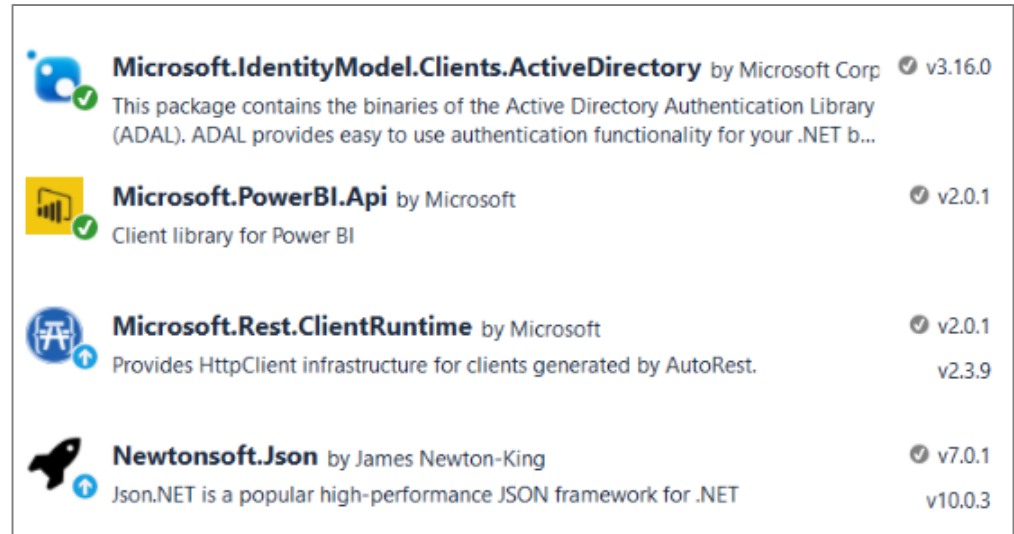 Microsoft.IdentityModel.Clients.ActiveDirectory by Microsoft Corp v3.16.0
This package contains the binaries of the Active Directory Authentication Library
(ADAL). ADAL provides easy to use authentication functionality for your .NET b...
Microsoft.PowerBI.Api by Microsoft v2.0.1
Client library for Power BI
Microsoft.Rest.ClientRuntime by Microsoft v2.0.1
Provides HttpClient infrastructure for clients generated by AutoRest. v2.3.9
Newtonsoft.Json by James Newton-King v7.0.1
Json.NET is a popular high-performance JSON framework for .NET v10.0.3